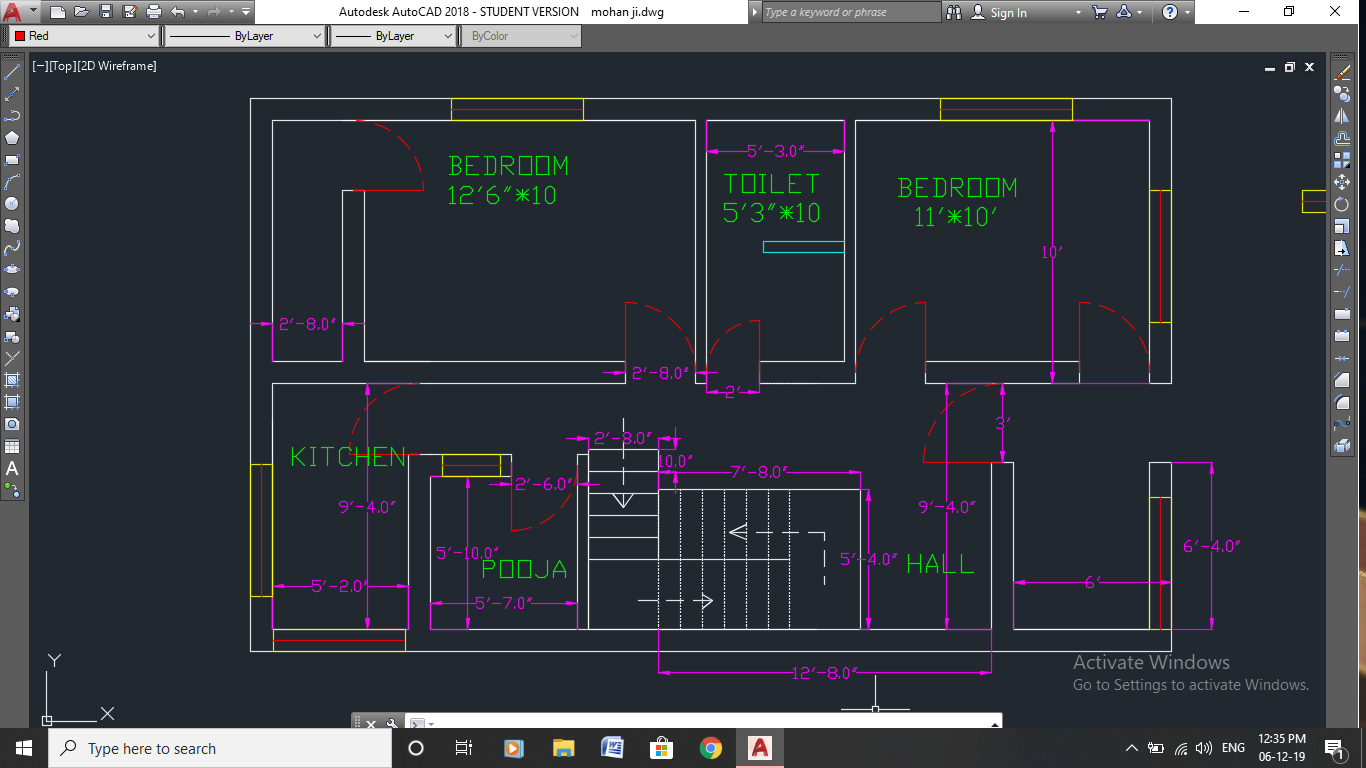 Autodesk AutoCAD 2018 - STUDENT VERSION mohan ji.dwg
Type a keyword or phrase
Sign In
Red
ByLayer
ByLayer
ByColor
[−][Top][2D Wireframe]
BEDROOM
12'6"*10
5'-3.0"
TOILET
5'3"*10
BEDROOM
11'*10'
10'
2'-8.0"
2'-8.0"
2'
3'
KITCHEN
2'-8.0"
10.0"
7'-8.0"
2'-6.0"
9'-4.0"
9'-4.0"
5'-10.0"
POOJA
5'-4.0"
HALL
6'-4.0"
5'-2.0"
5'-7.0"
6'
12'-8.0"
Y
X
Activate Windows
Go to Settings to activate Windows.
Type here to search
ENG
12:35 PM
06-12-19
1